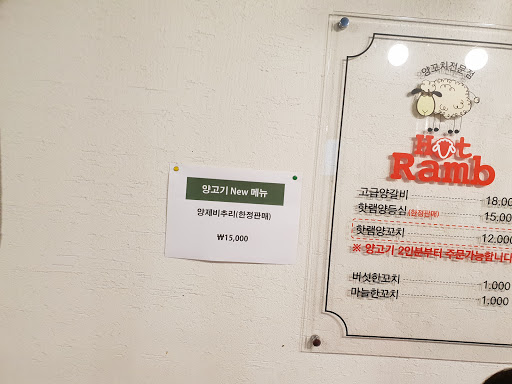 양고기 New 메뉴
양제비추리(한정판매)
₩15,000
양꼬치전문점
Hot
Ramb
고급양갈비 18,00
핫램양등심(한정판매) 15,00
핫램양꼬치 12,000
※ 양고기 2인분부터 주문가능합니다
버섯한꼬치 1,000
마늘한꼬치 1,000